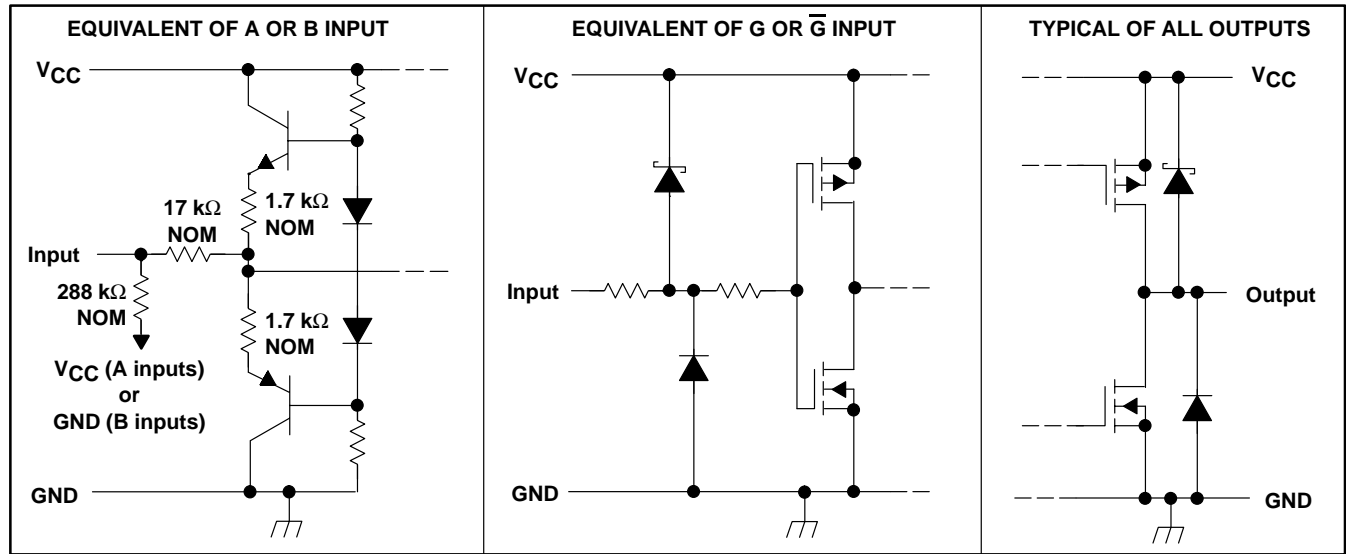 EQUIVALENT OF A OR B INPUT
VCC
17 kΩ
NOM
1.7 kΩ
NOM
Input
288 kΩ
NOM
1.7 kΩ
NOM
VCC (A inputs)
or
GND (B inputs)
GND
EQUIVALENT OF G OR G̅ INPUT
VCC
Input
GND
TYPICAL OF ALL OUTPUTS
VCC
Output
GND